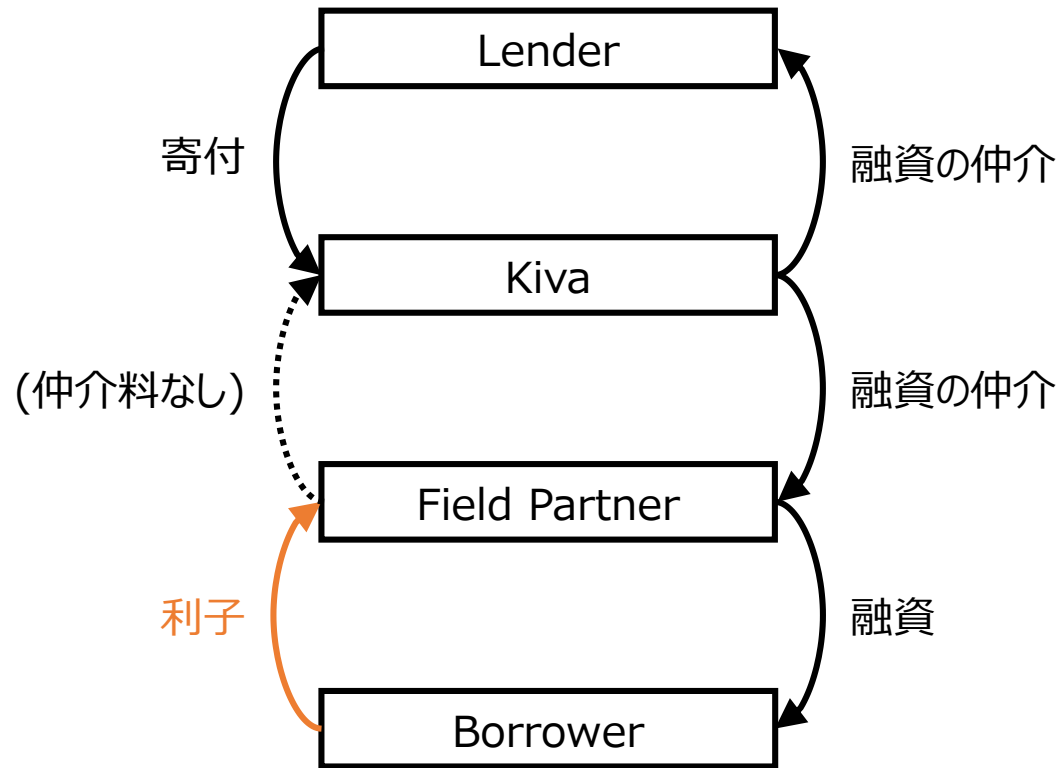 Lender
寄付
融資の仲介
Kiva
(仲介料なし)
融資の仲介
Field Partner
利子
融資
Borrower